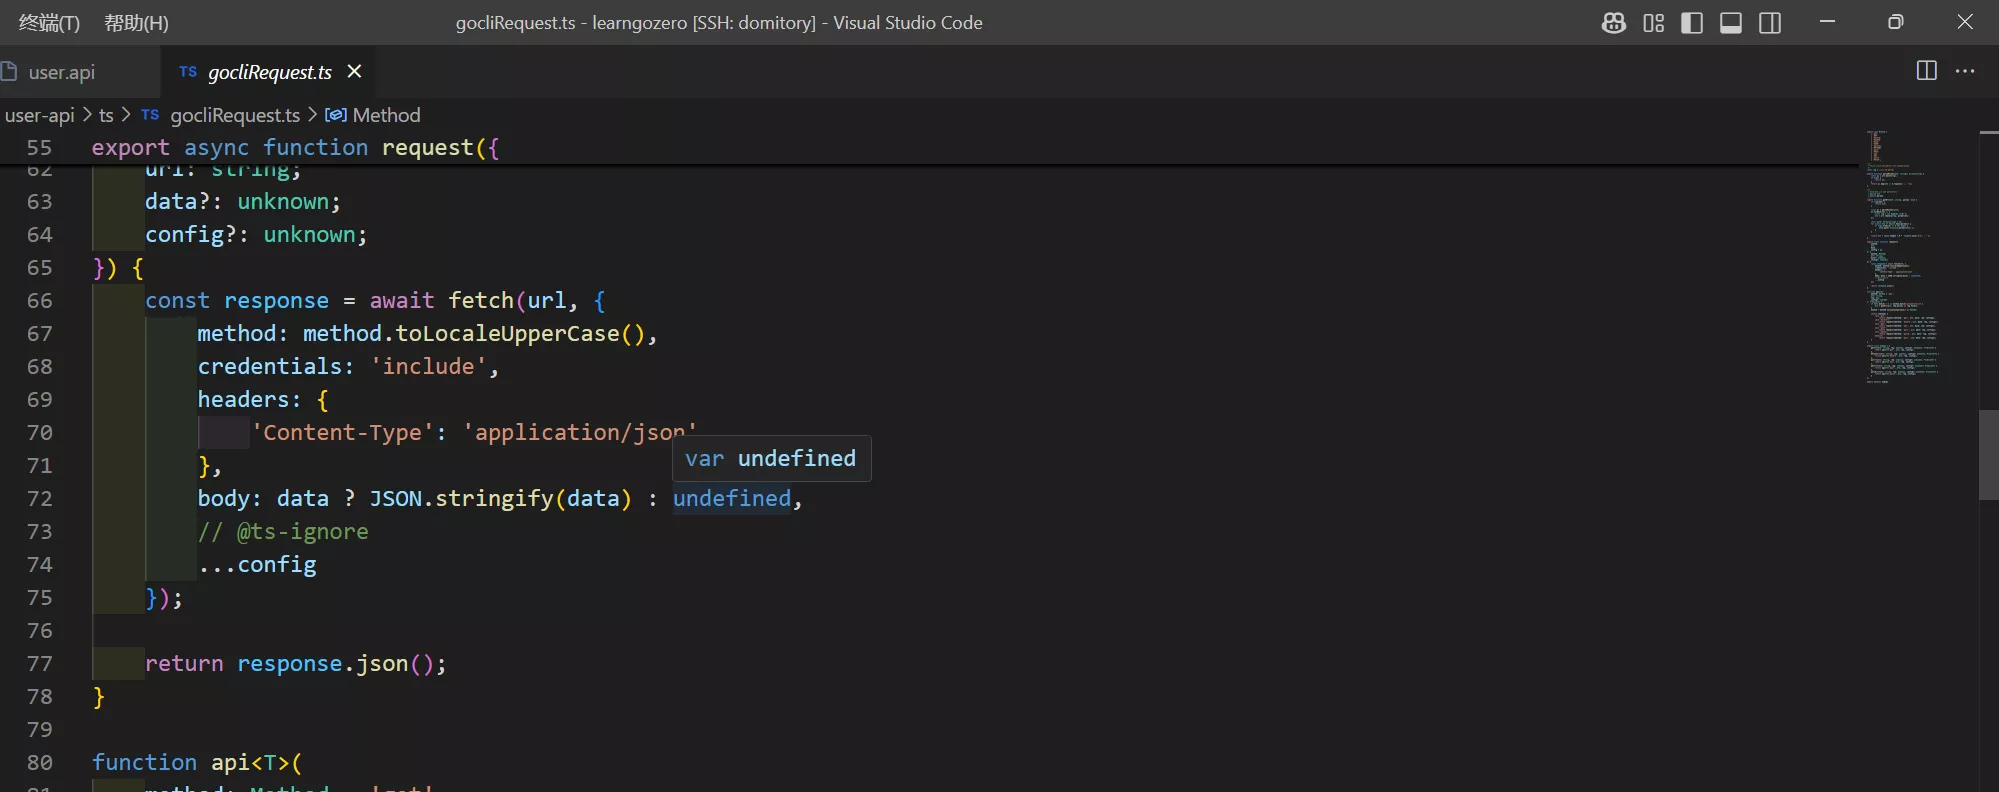 终端(T) 帮助(H) gocliRequest.ts - learngozero [SSH: domitory] - Visual Studio Code
user.api TS gocliRequest.ts
user-api > ts > TS gocliRequest.ts > Method
55 export async function request({
62 url: string;
63 data?: unknown;
64 config?: unknown;
65 }) {
66 const response = await fetch(url, {
67 method: method.toLocaleUpperCase(),
68 credentials: 'include',
69 headers: {
70 'Content-Type': 'application/json'
var undefined
71 },
72 body: data ? JSON.stringify(data) : undefined,
73 // @ts-ignore
74 ...config
75 });
76
77 return response.json();
78 }
79
80 function api<T>(
81 method: Method = 'get'